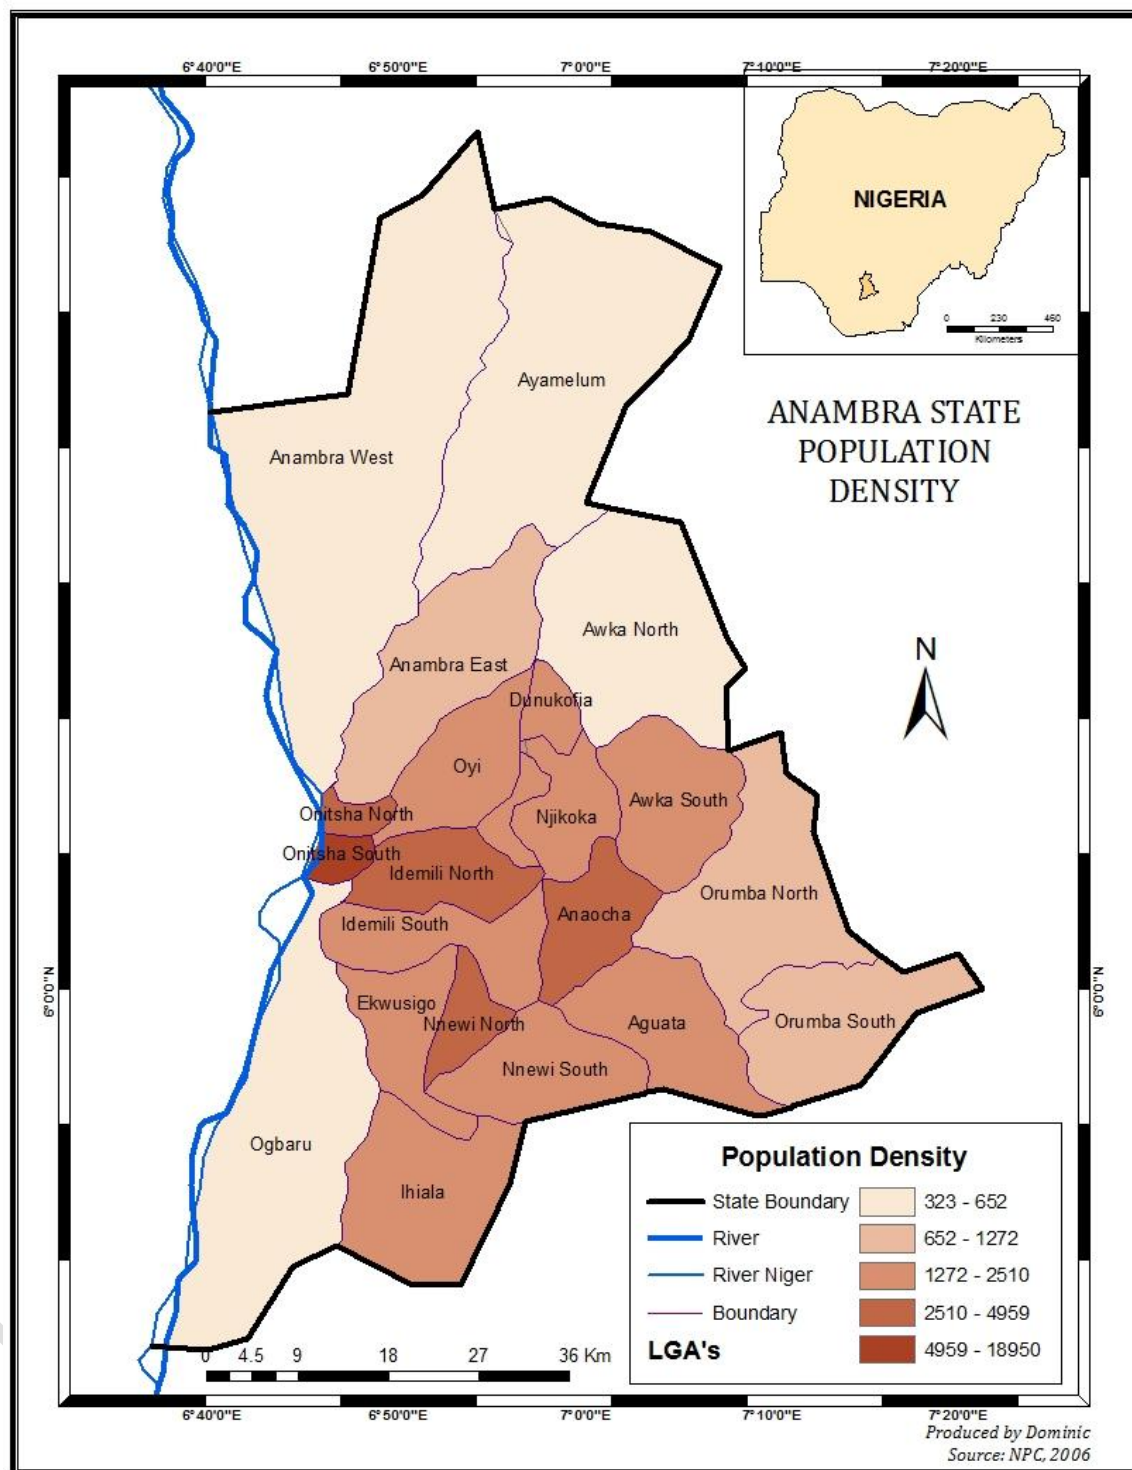 6°40'0"E 6°50'0"E 7°0'0"E 7°10'0"E 7°20'0"E
NIGERIA
0 230 460
Kilometers
ANAMBRA STATE
POPULATION
DENSITY
Ayamelum
Anambra West
Awka North
N
Anambra East
Dunukofia
Oyi
Awka South
Onitsha North
Njikoka
Onitsha South
Idemili North
Orumba North
Anaocha
Idemili South
6°0'0"N
6°0'0"N
Ekwusigo
Nnewi North
Aguata
Orumba South
Nnewi South
Ogbaru
Ihiala
Population Density
State Boundary 323 - 652
River 652 - 1272
River Niger 1272 - 2510
Boundary 2510 - 4959
LGA's 4959 - 18950
0 4.5 9 18 27 36 Km
6°40'0"E 6°50'0"E 7°0'0"E 7°10'0"E 7°20'0"E
Produced by Dominic
Source: NPC, 2006